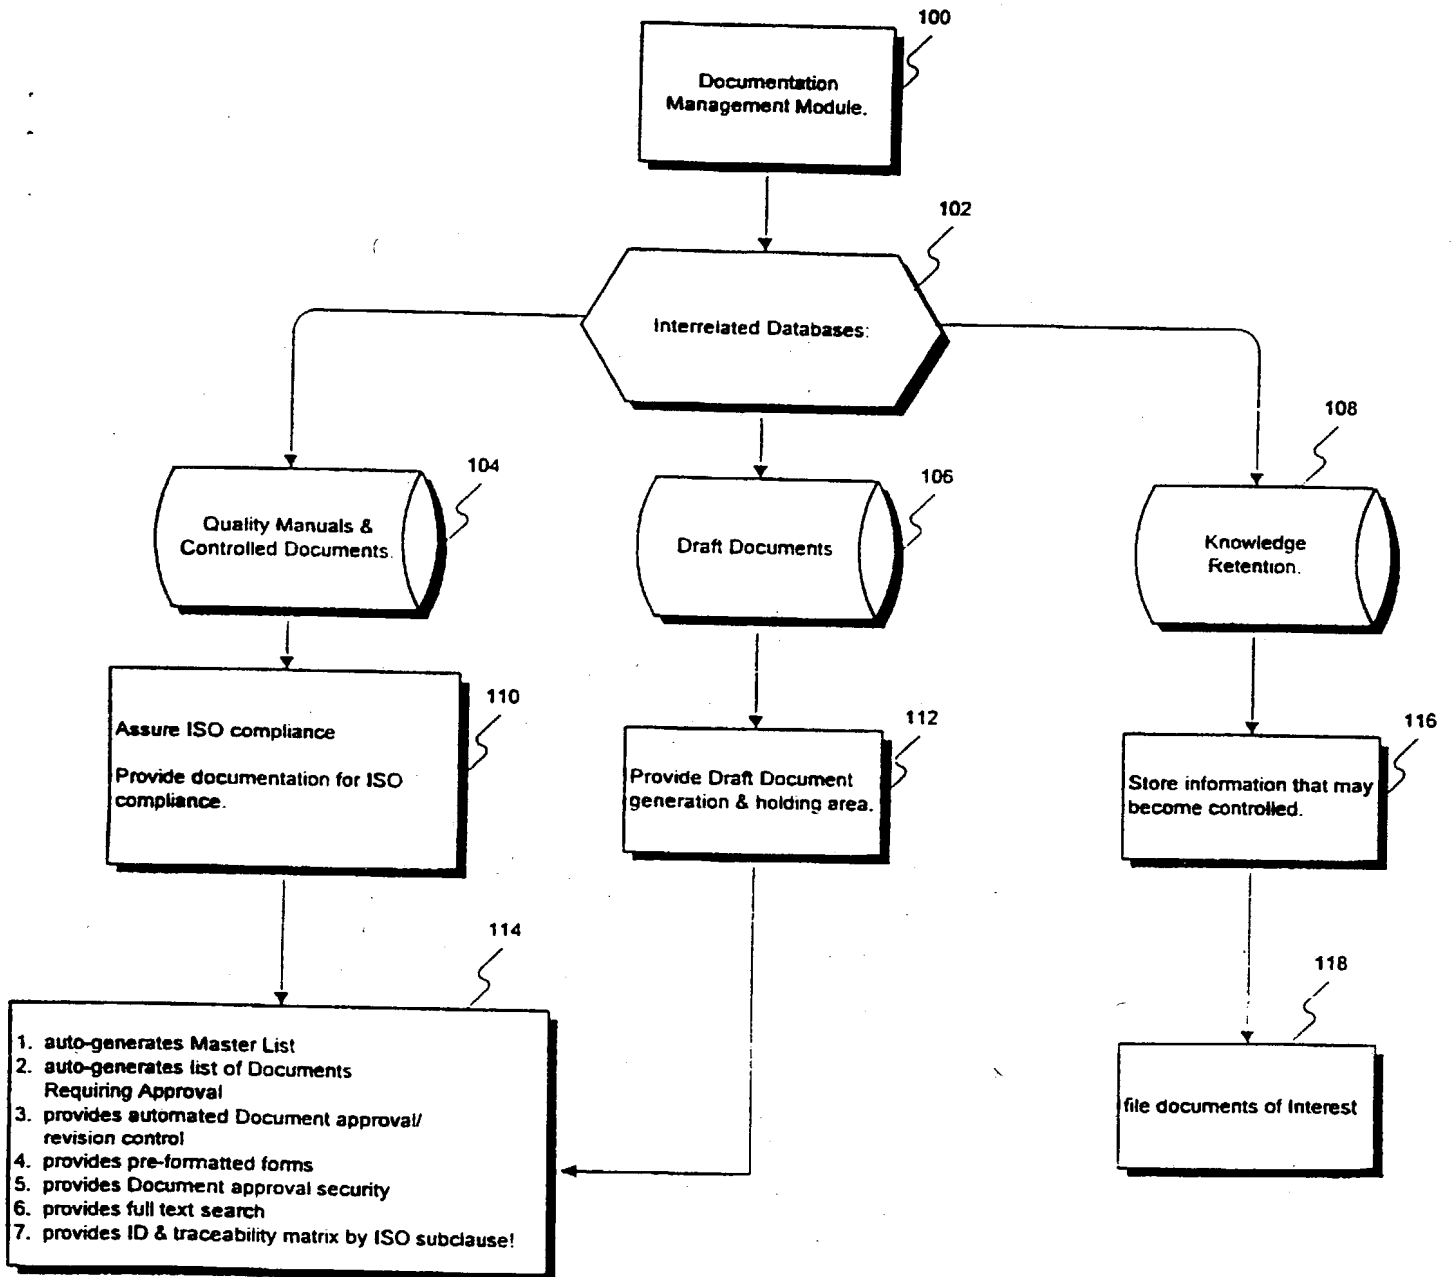 100
Documentation
Management Module.
102
Interrelated Databases:
104
Quality Manuals &
Controlled Documents.
106
Draft Documents
108
Knowledge
Retention.
110
Assure ISO compliance
Provide documentation for ISO
compliance.
112
Provide Draft Document
generation & holding area.
116
Store information that may
become controlled.
114
1. auto-generates Master List
2. auto-generates list of Documents
Requiring Approval
3. provides automated Document approval/
revision control
4. provides pre-formatted forms
5. provides Document approval security
6. provides full text search
7. provides ID & traceability matrix by ISO subclause!
118
file documents of Interest